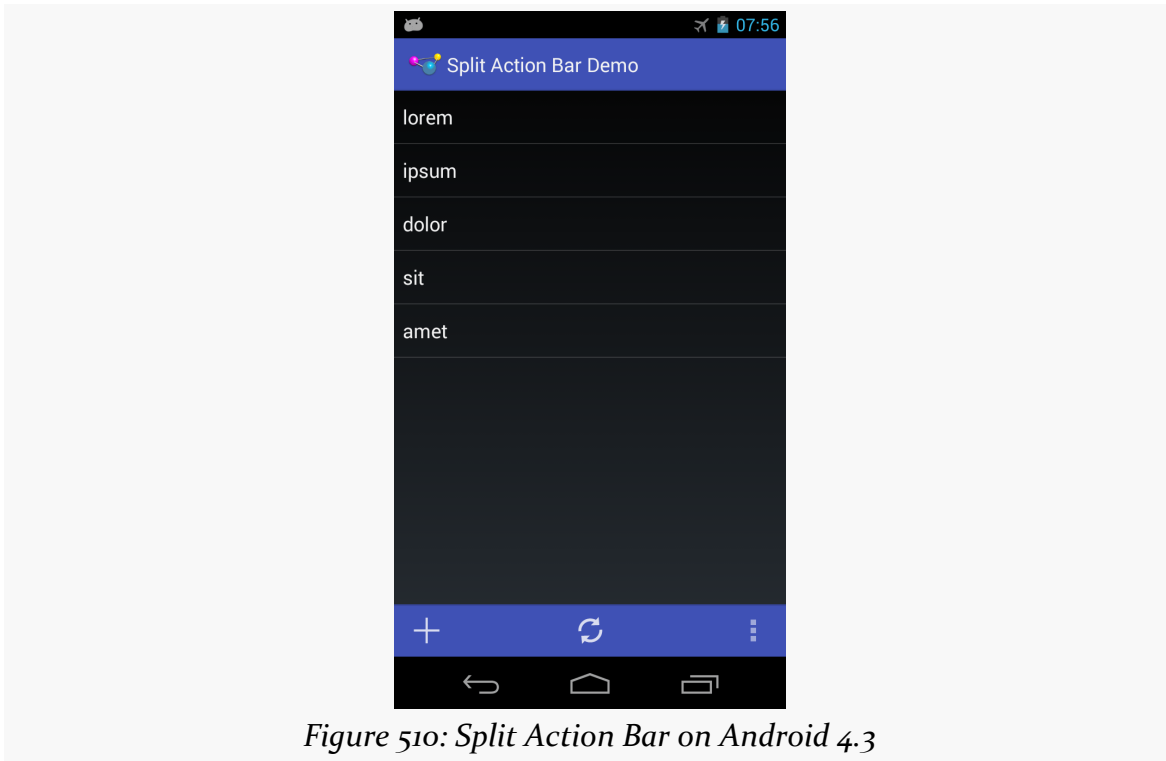 07:56
Split Action Bar Demo
lorem
ipsum
dolor
sit
amet
Figure 510: Split Action Bar on Android 4.3